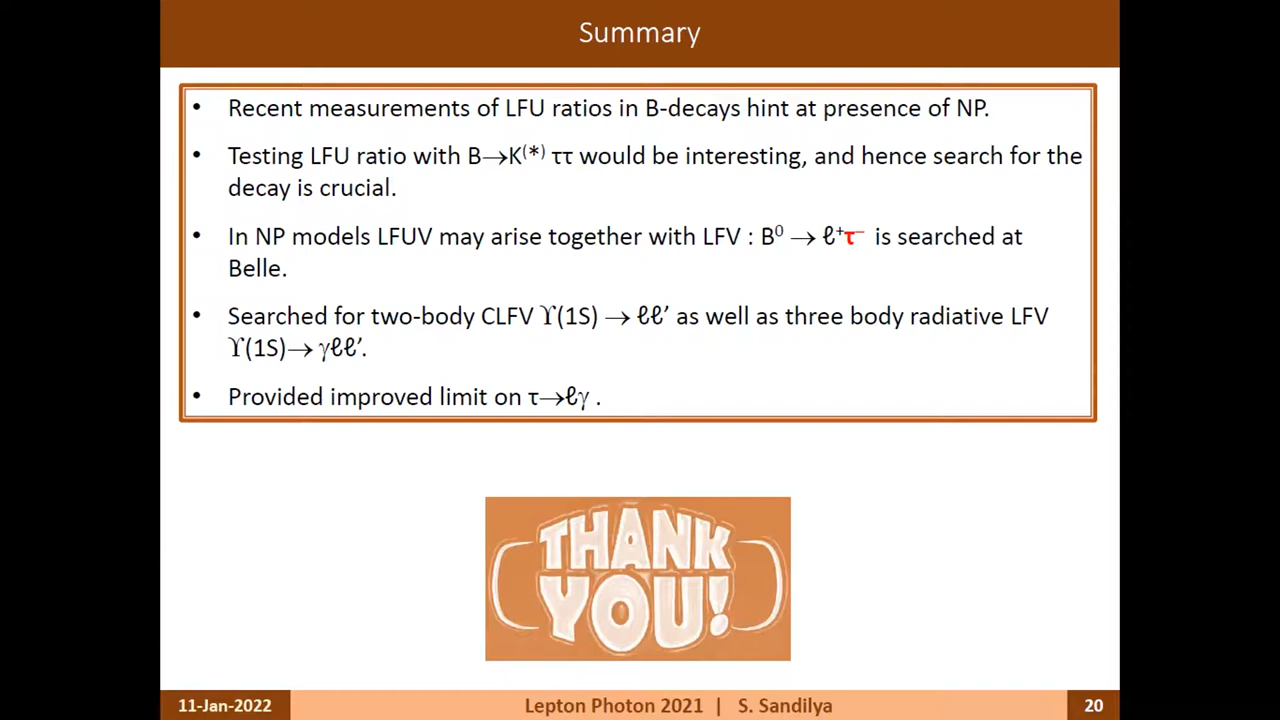 Summary
• Recent measurements of LFU ratios in B-decays hint at presence of NP.
• Testing LFU ratio with B→K(*) ττ would be interesting, and hence search for the
decay is crucial.
• In NP models LFUV may arise together with LFV : B⁰ → ℓ⁺τ⁻ is searched at
Belle.
• Searched for two-body CLFV ϒ(1S) → ℓℓ’ as well as three body radiative LFV
ϒ(1S)→ γℓℓ’.
• Provided improved limit on τ→ℓγ .
THANK
YOU!
11-Jan-2022 Lepton Photon 2021 | S. Sandilya 20